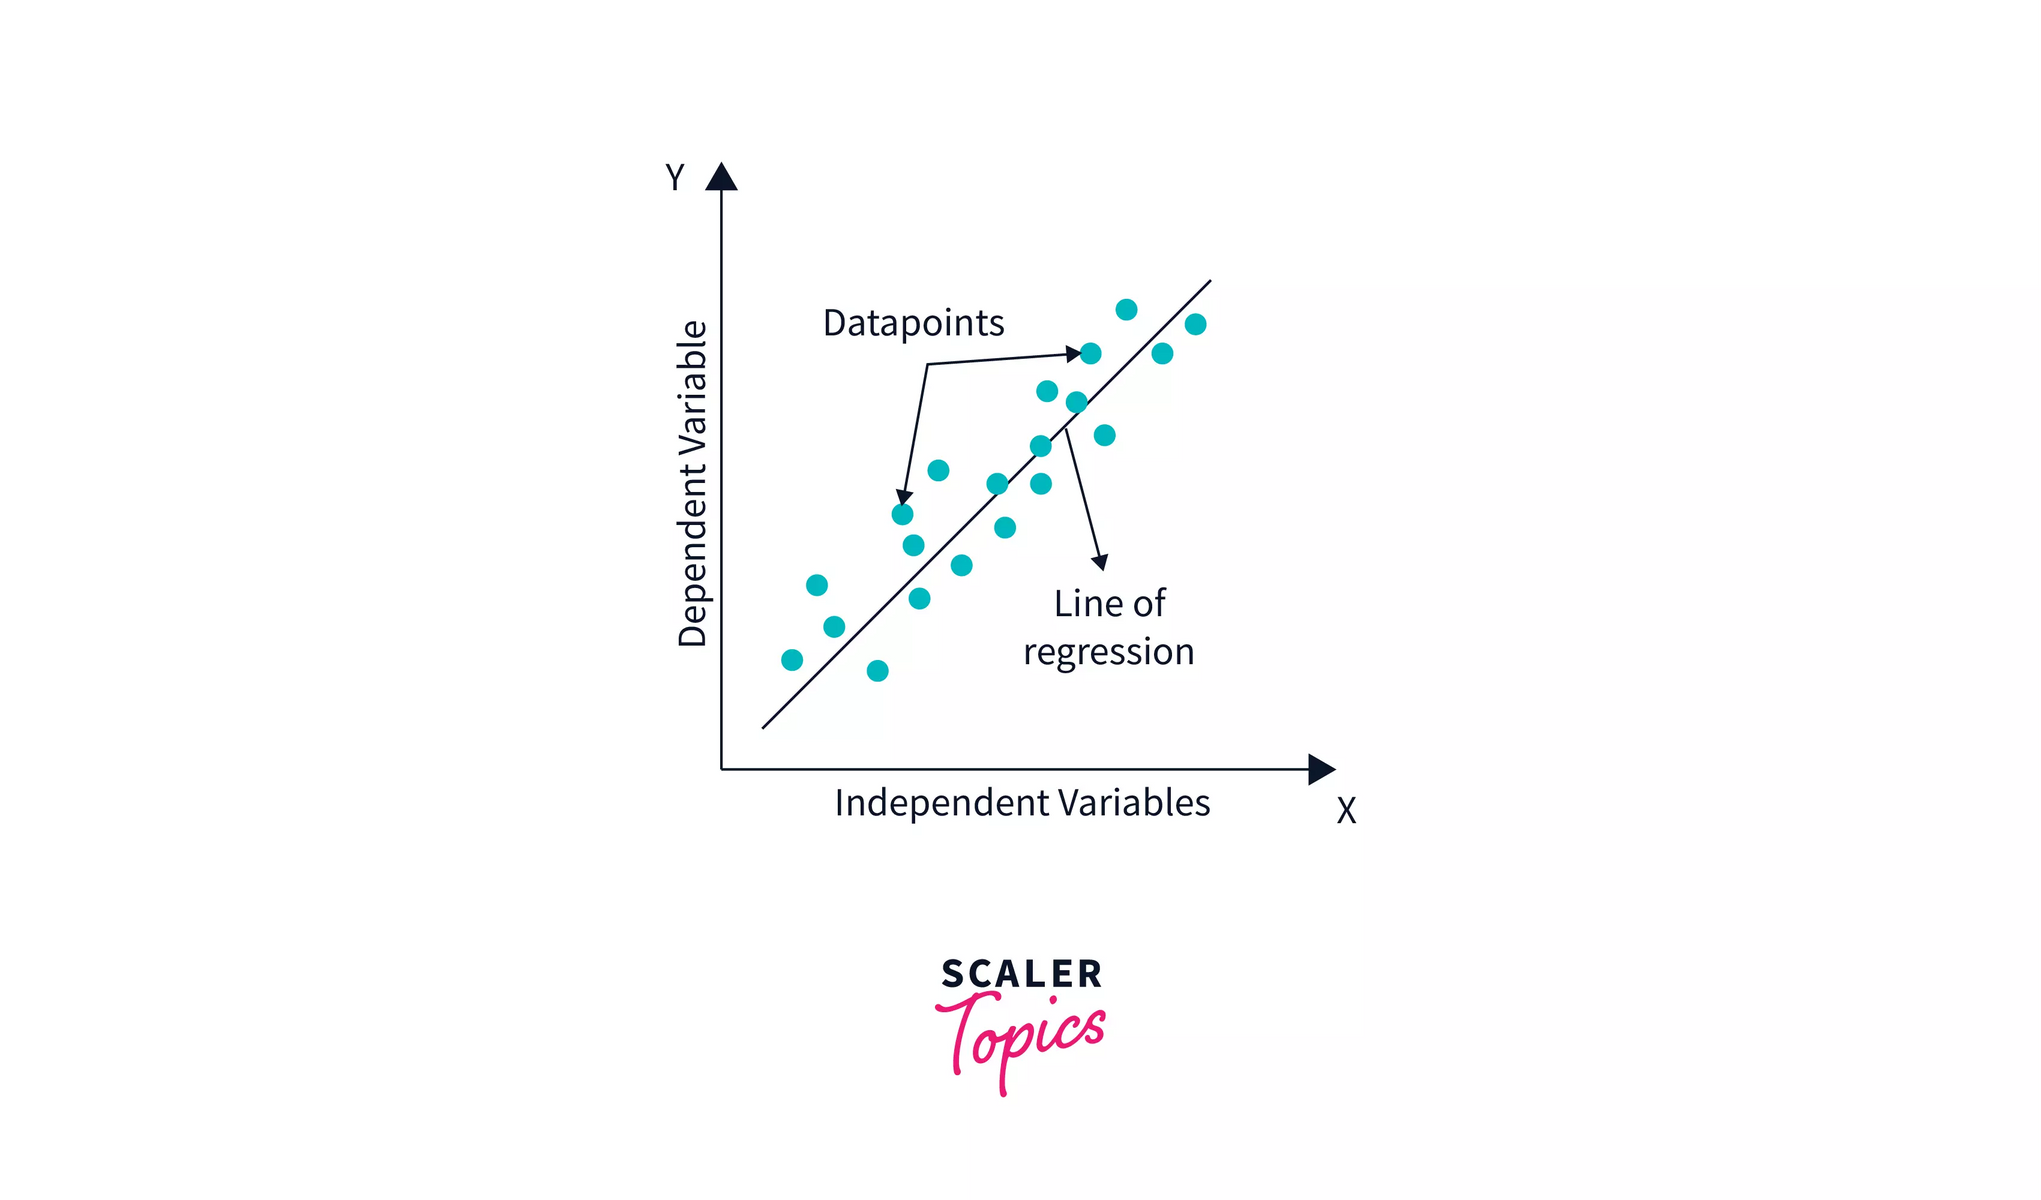 Y
Datapoints
Dependent Variable
Line of
regression
Independent Variables
X
SCALER
Topics